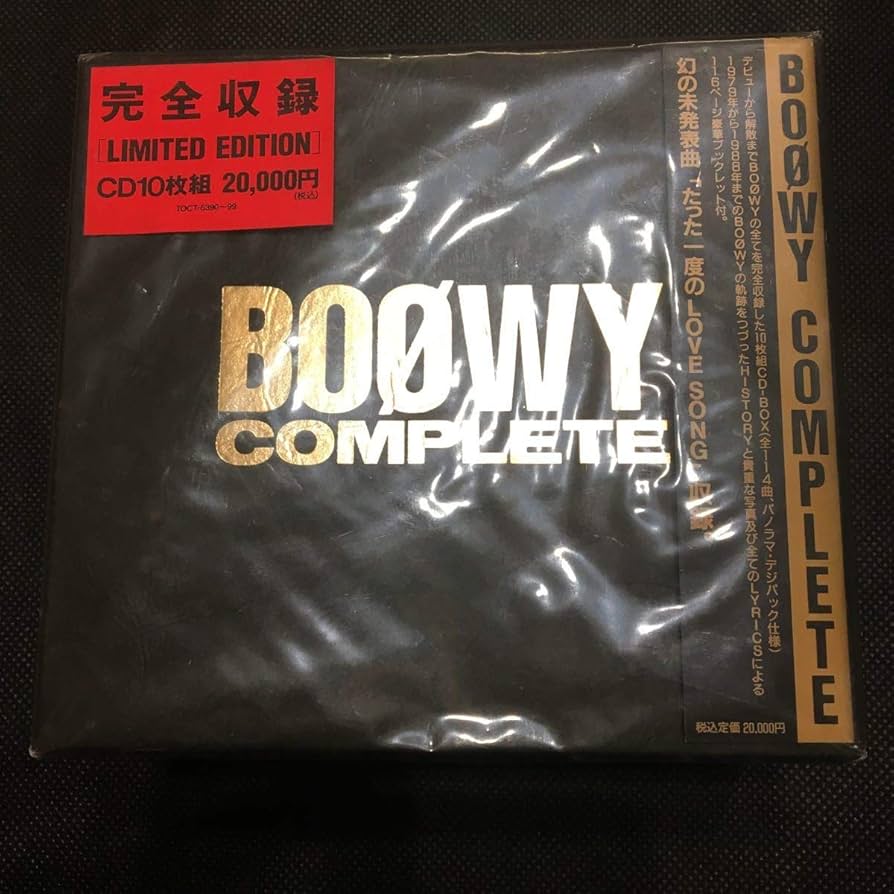 完全収録
[LIMITED EDITION]
CD10枚組 20,000円
(税込)
TOCT-6390~99
BOØWY
COMPLETE
BOØWY COMPLETE
デビューから解散までBOØWYの全てを完全収録した10枚組CD-BOX(全114曲、パノラマ・デジパック仕様)
1979年から1988年までのBOØWYの軌跡をつづったHISTORYと貴重な写真及び全てのLYRICSによる
116ページ豪華ブックレット付。
幻の未発表曲「たった一度のLOVE SONG」収録。
税込定価20,000円